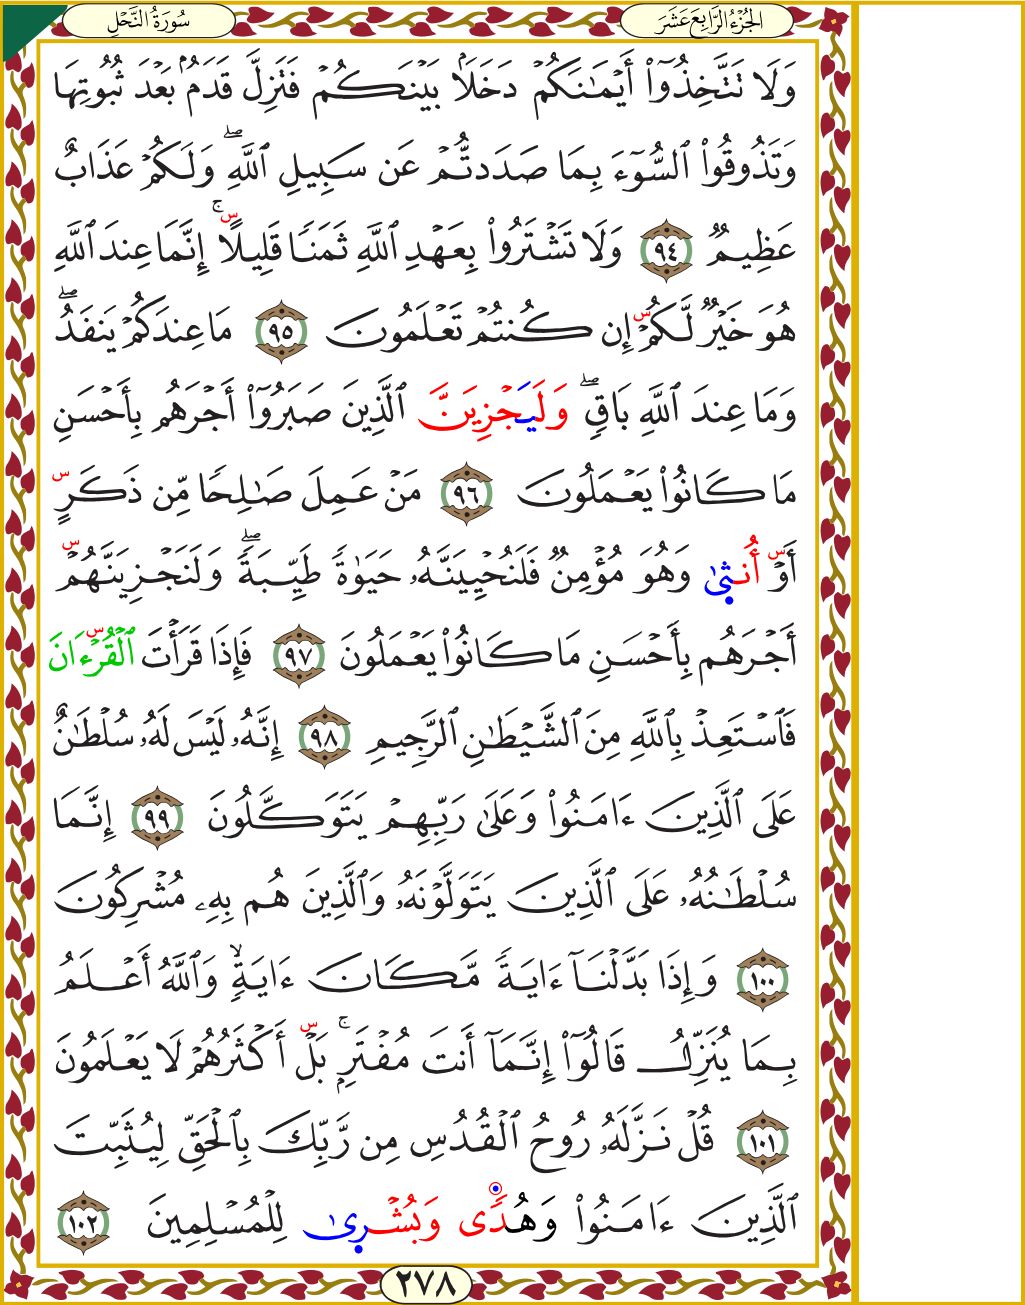 سُورَةُ النَّحْلِ
الجُزْءُ الرَّابِعَ عَشَرَ
وَلَا تَتَّخِذُوٓا۟ أَيْمَـٰنَكُمْ دَخَلًۢا بَيْنَكُمْ فَتَزِلَّ قَدَمٌۢ بَعْدَ ثُبُوتِهَا
وَتَذُوقُوا۟ ٱلسُّوٓءَ بِمَا صَدَدتُّمْ عَن سَبِيلِ ٱللَّهِ ۖ وَلَكُمْ عَذَابٌ
عَظِيمٌ ٩٤ وَلَا تَشْتَرُوا۟ بِعَهْدِ ٱللَّهِ ثَمَنًا قَلِيلًا ۚ س إِنَّمَا عِندَ ٱللَّهِ
هُوَ خَيْرٌ لَّكُمْ س إِن كُنتُمْ تَعْلَمُونَ ٩٥ مَا عِندَكُمْ يَنفَدُ ۖ
وَمَا عِندَ ٱللَّهِ بَاقٍ ۖ وَلَيَجْزِيَنَّ ٱلَّذِينَ صَبَرُوٓا۟ أَجْرَهُم بِأَحْسَنِ
مَا كَانُوا۟ يَعْمَلُونَ ٩٦ مَنْ عَمِلَ صَـٰلِحًا مِّن ذَكَرٍ س
أَوْ س أُنثَىٰ وَهُوَ مُؤْمِنٌ فَلَنُحْيِيَنَّهُۥ حَيَوٰةً طَيِّبَةً ۖ وَلَنَجْزِيَنَّهُمْ س
أَجْرَهُم بِأَحْسَنِ مَا كَانُوا۟ يَعْمَلُونَ ٩٧ فَإِذَا قَرَأْتَ ٱلْقُرْ س ءَانَ
فَٱسْتَعِذْ بِٱللَّهِ مِنَ ٱلشَّيْطَـٰنِ ٱلرَّجِيمِ ٩٨ إِنَّهُۥ لَيْسَ لَهُۥ سُلْطَـٰنٌ
عَلَى ٱلَّذِينَ ءَامَنُوا۟ وَعَلَىٰ رَبِّهِمْ يَتَوَكَّلُونَ ٩٩ إِنَّمَا
سُلْطَـٰنُهُۥ عَلَى ٱلَّذِينَ يَتَوَلَّوْنَهُۥ وَٱلَّذِينَ هُم بِهِۦ مُشْرِكُونَ
١٠٠ وَإِذَا بَدَّلْنَآ ءَايَةً مَّكَانَ ءَايَةٍ ۙ وَٱللَّهُ أَعْلَمُ
بِمَا يُنَزِّلُ قَالُوٓا۟ إِنَّمَآ أَنتَ مُفْتَرٍۭ ۚ بَلْ س أَكْثَرُهُمْ لَا يَعْلَمُونَ
١٠١ قُلْ نَزَّلَهُۥ رُوحُ ٱلْقُدُسِ مِن رَّبِّكَ بِٱلْحَقِّ لِيُثَبِّتَ
ٱلَّذِينَ ءَامَنُوا۟ وَهُدًى وَبُشْرَىٰ لِلْمُسْلِمِينَ ١٠٢
٢٧٨